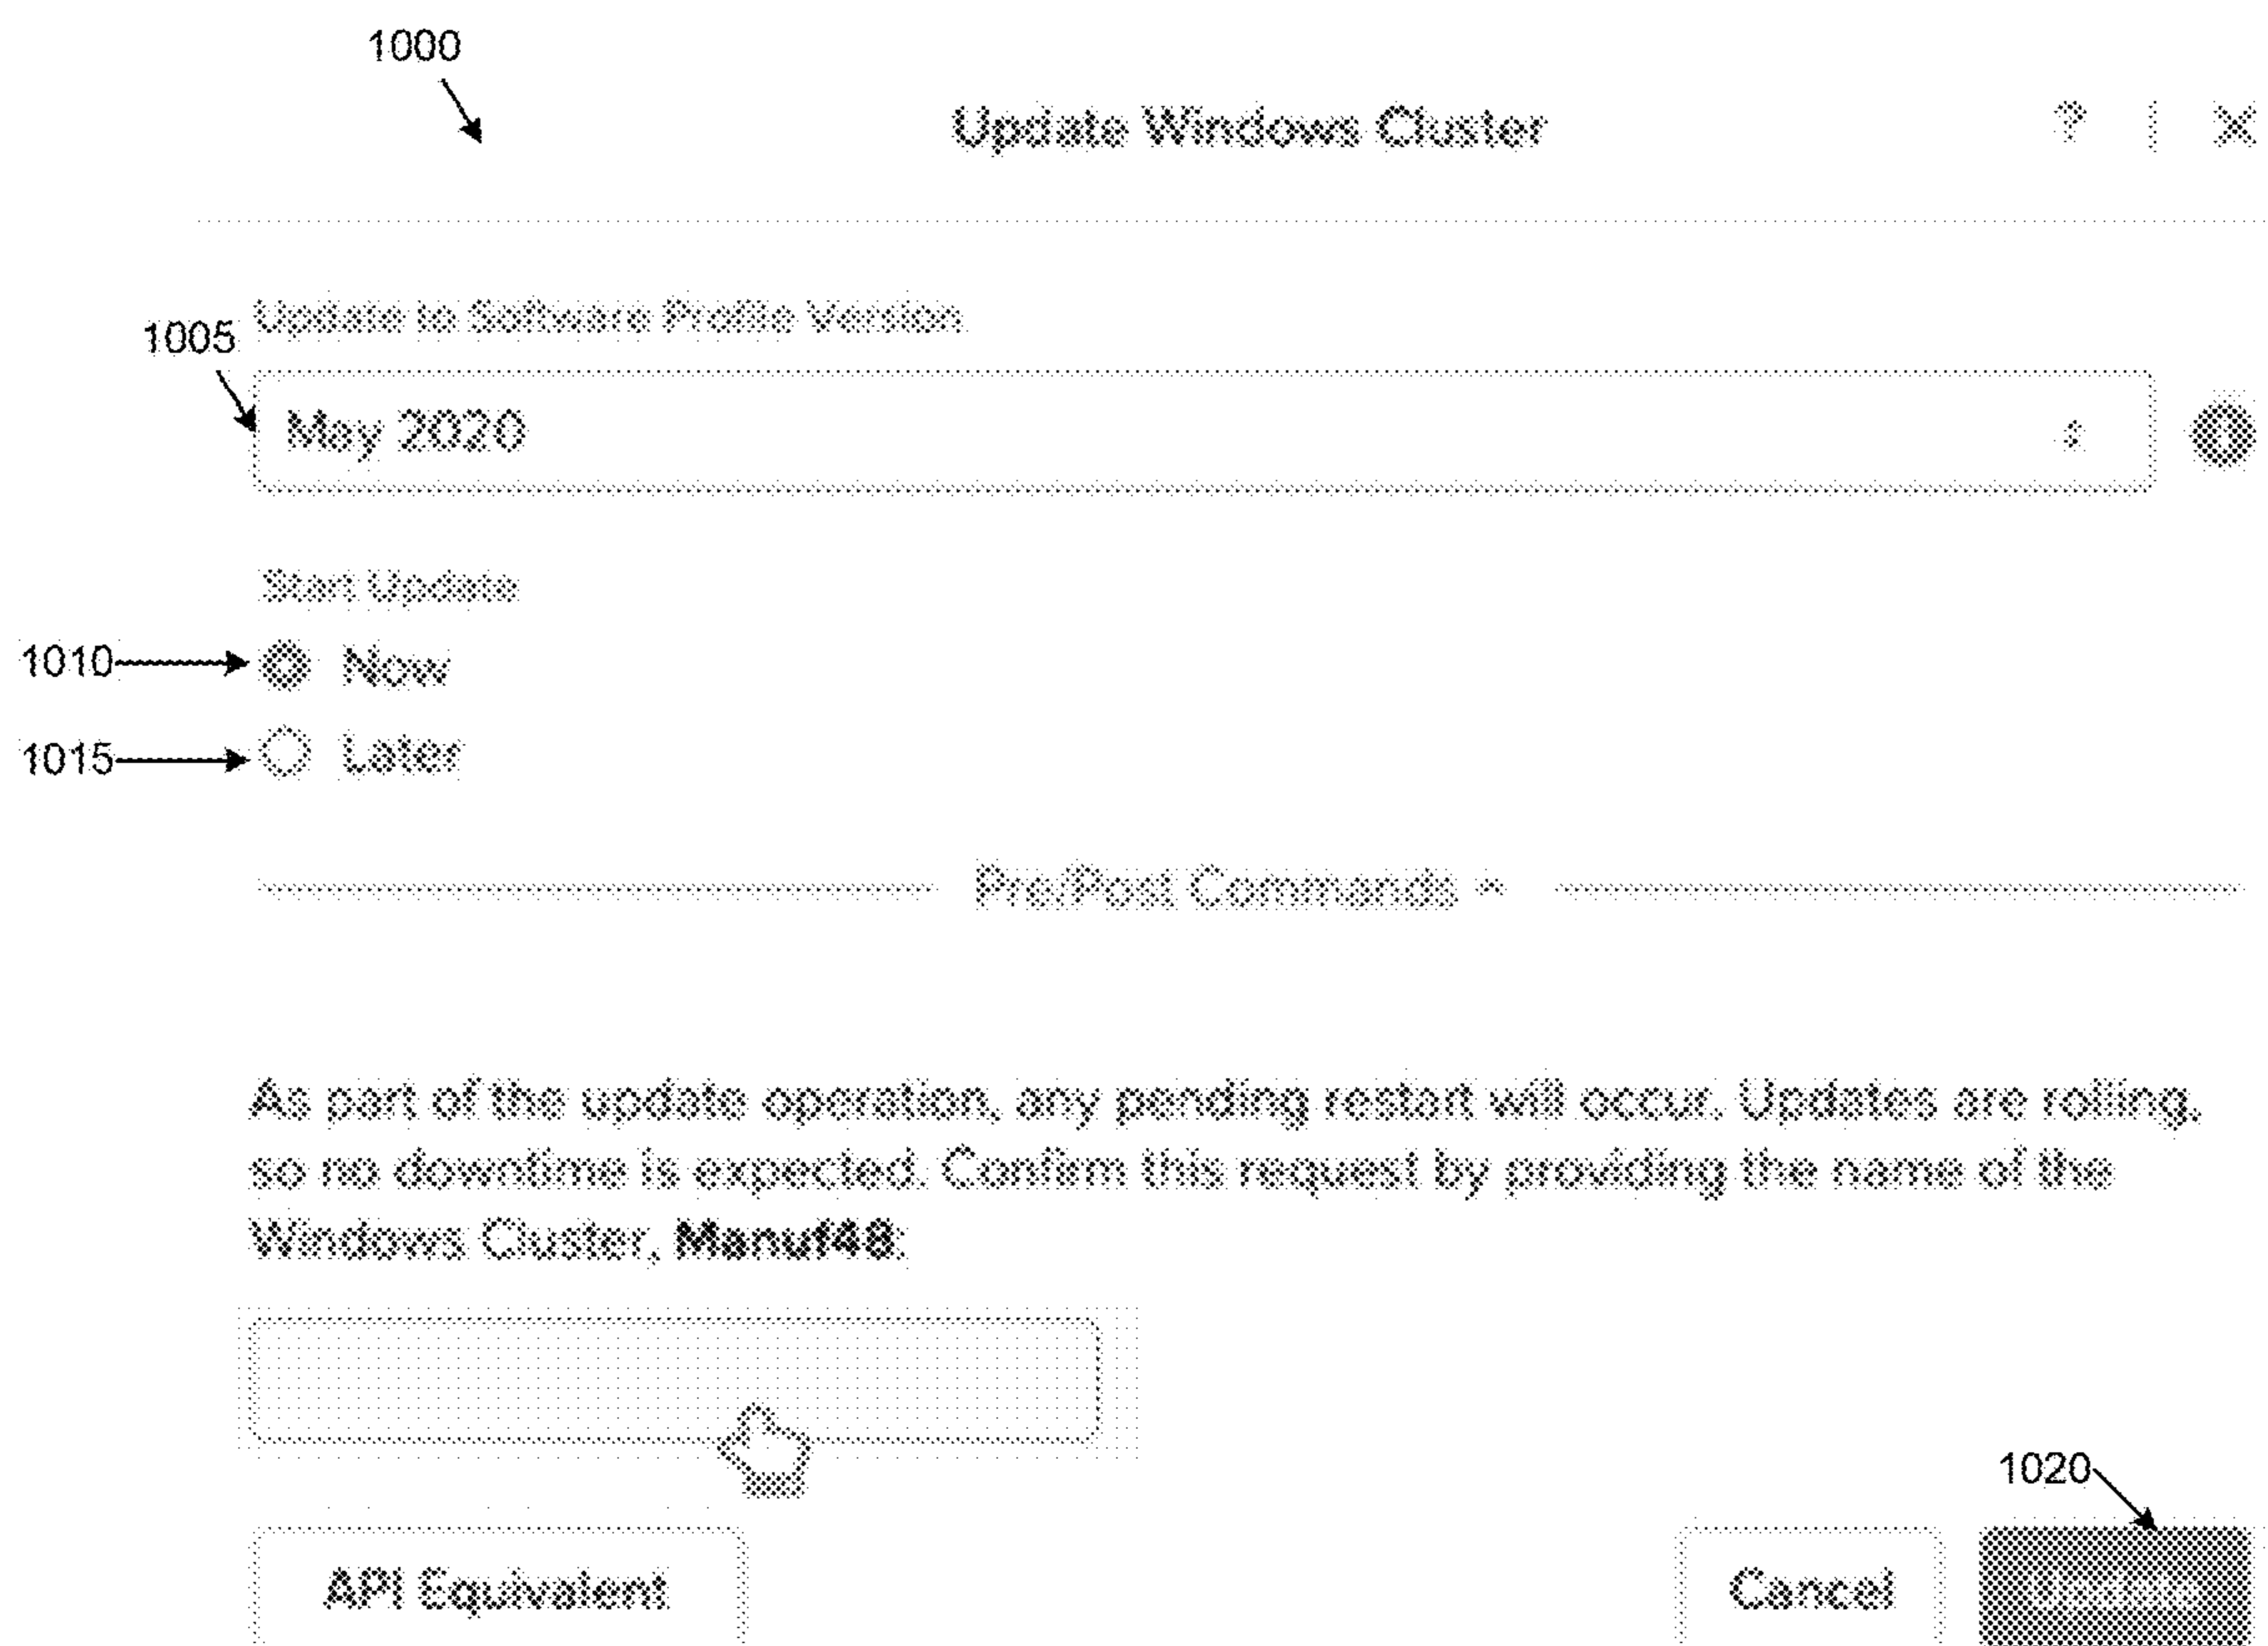 1000
Update Windows Cluster ? | ×
Update to Software Profile Version
1005
May 2020
Start Update
1010 Now
1015 Later
Pre/Post Commands ^
As part of the update operation, any pending restart will occur. Updates are rolling,
so no downtime is expected. Confirm this request by providing the name of the
Windows Cluster, Manuf48:
1020
API Equivalent Cancel Update